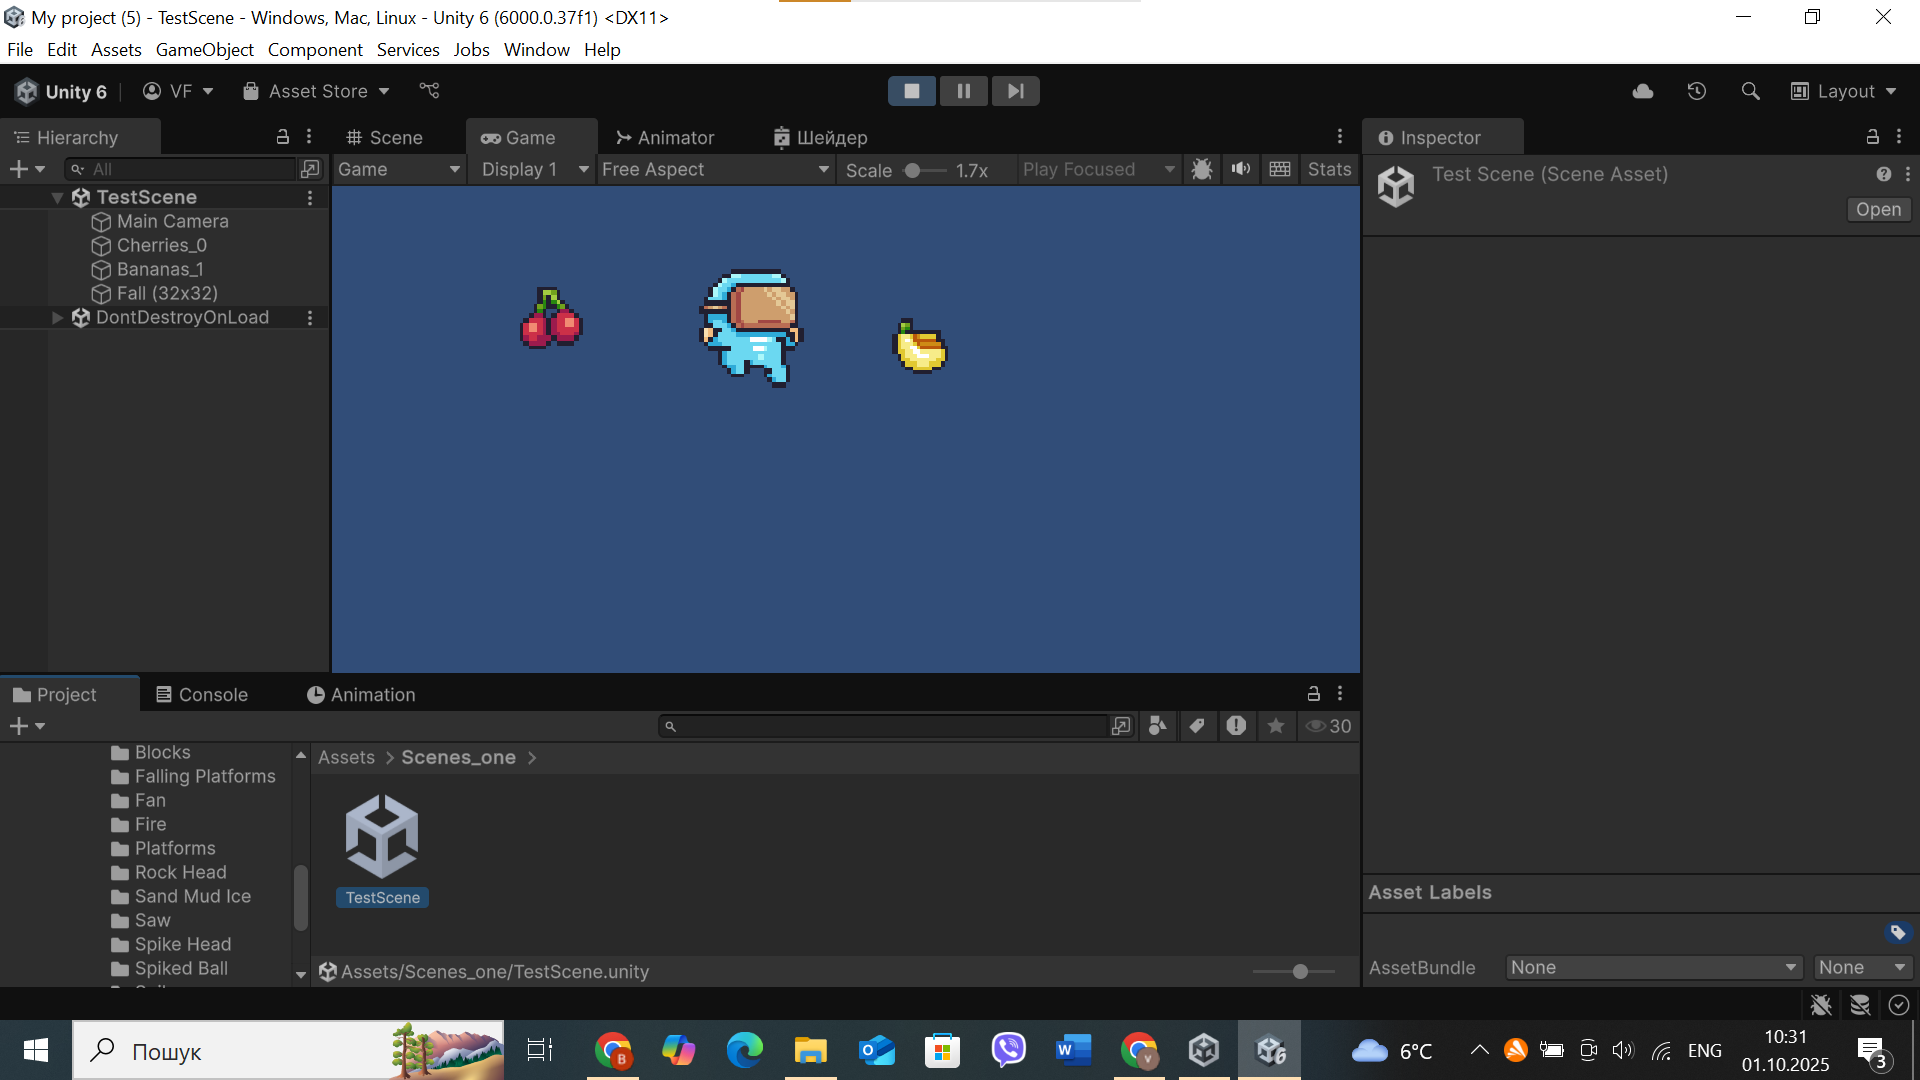 My project (5) - TestScene - Windows, Mac, Linux - Unity 6 (6000.0.37f1) <DX11>
File Edit Assets GameObject Component Services Jobs Window Help
Unity 6 VF Asset Store Layout
Hierarchy Scene Game Animator Шейдер Inspector
All Game Display 1 Free Aspect Scale 1.7x Play Focused Stats
Test Scene (Scene Asset)
Open
TestScene
Main Camera
Cherries_0
Bananas_1
Fall (32x32)
DontDestroyOnLoad
Project Console Animation
30
Blocks
Falling Platforms
Fan
Fire
Platforms
Rock Head
Sand Mud Ice
Saw
Spike Head
Spiked Ball
Assets > Scenes_one >
TestScene
Assets/Scenes_one/TestScene.unity
Asset Labels
AssetBundle None None
Пошук
B
V
6
6°C
ENG
10:31
01.10.2025
3